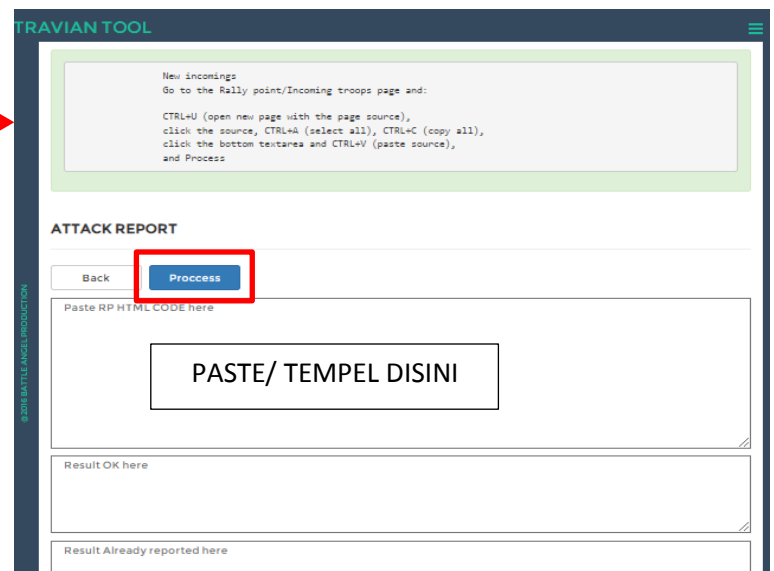 TRAVIAN TOOL
New incomings
Go to the Rally point/Incoming troops page and:
CTRL+U (open new page with the page source),
click the source, CTRL+A (select all), CTRL+C (copy all),
click the bottom textarea and CTRL+V (paste source),
and Process
ATTACK REPORT
Back
Proccess
Paste RP HTML CODE here
PASTE/ TEMPEL DISINI
Result OK here
Result Already reported here
@2016 BATTLE ANGEL PRODUCTION